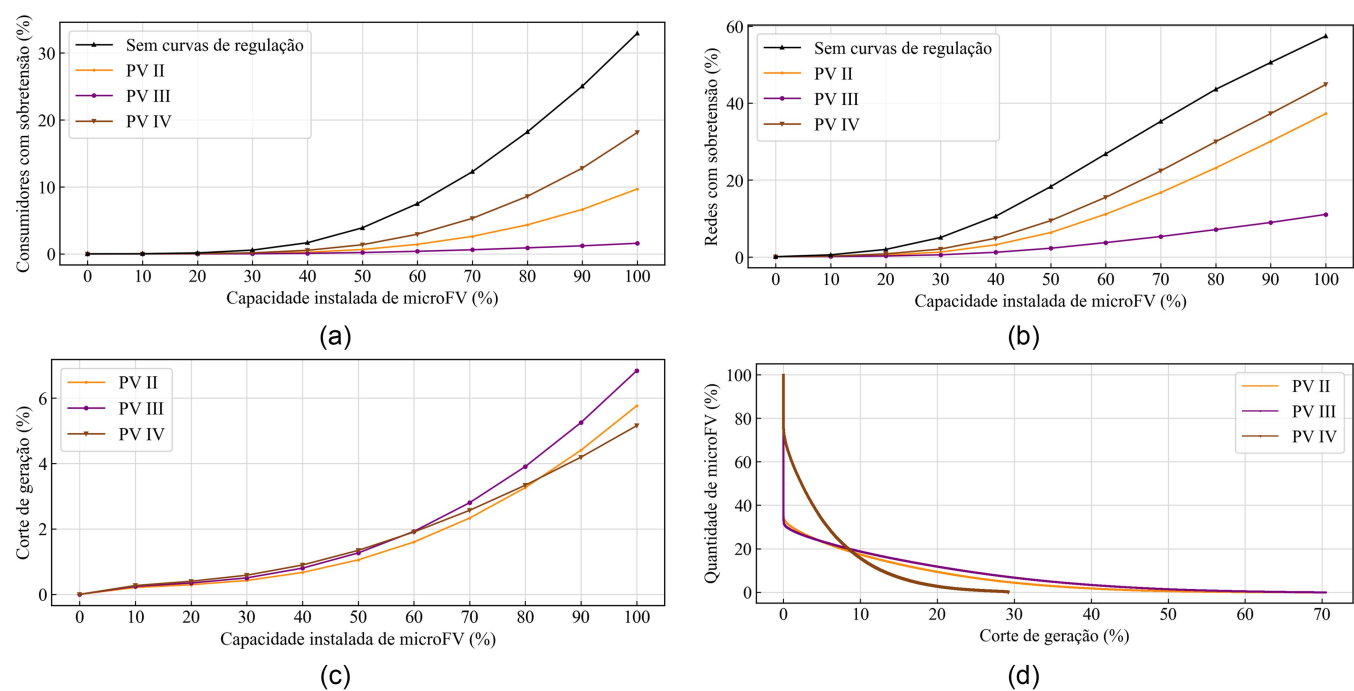 Consumidores com sobretensão (%)
30
20
10
0
Sem curvas de regulação
PV II
PV III
PV IV
0 10 20 30 40 50 60 70 80 90 100
Capacidade instalada de microFV (%)
(a)
Redes com sobretensão (%)
60
40
20
0
Sem curvas de regulação
PV II
PV III
PV IV
0 10 20 30 40 50 60 70 80 90 100
Capacidade instalada de microFV (%)
(b)
Corte de geração (%)
6
4
2
0
PV II
PV III
PV IV
0 10 20 30 40 50 60 70 80 90 100
Capacidade instalada de microFV (%)
(c)
Quantidade de microFV (%)
100
80
60
40
20
0
PV II
PV III
PV IV
0 10 20 30 40 50 60 70
Corte de geração (%)
(d)